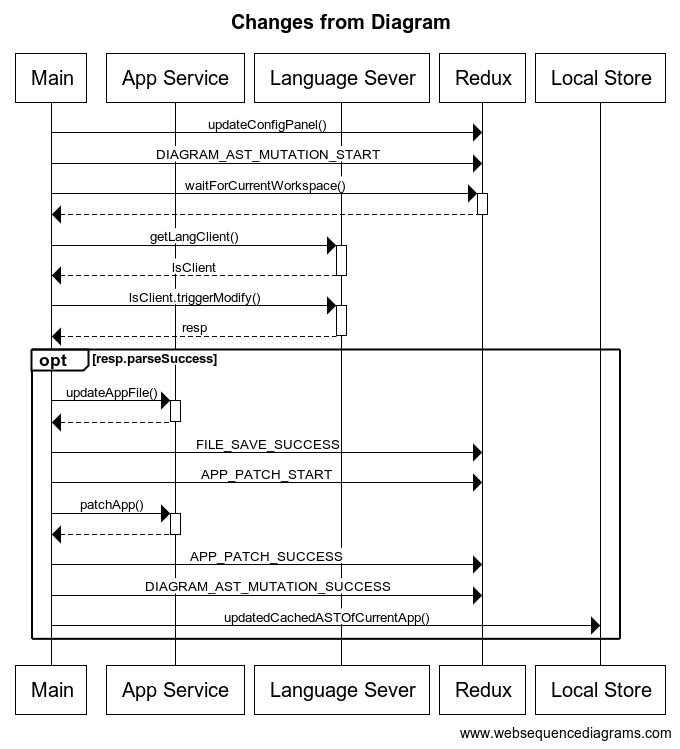 Changes from Diagram
Main App Service Language Sever Redux Local Store
updateConfigPanel()
DIAGRAM_AST_MUTATION_START
waitForCurrentWorkspace()
getLangClient()
lsClient
lsClient.triggerModify()
resp
opt [resp.parseSuccess]
updateAppFile()
FILE_SAVE_SUCCESS
APP_PATCH_START
patchApp()
APP_PATCH_SUCCESS
DIAGRAM_AST_MUTATION_SUCCESS
updatedCachedASTOfCurrentApp()
Main App Service Language Sever Redux Local Store
www.websequencediagrams.com